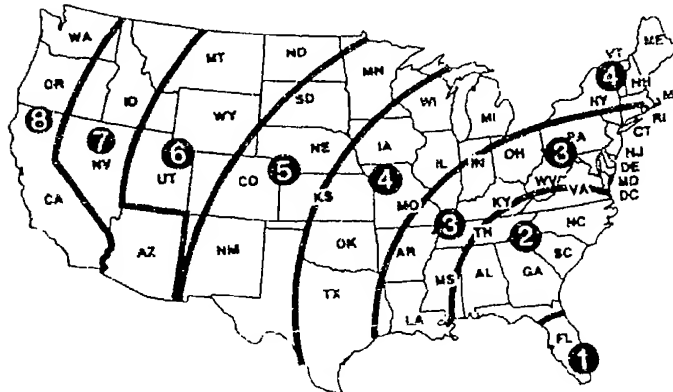 WA
MT
ND
MN
VT
ME
OR
ID
WY
SD
WI
MI
4
NH
NY
M
RI
CT
8
7
NV
6
UT
CO
5
NE
IA
IL
IN
OH
PA
3
NJ
DE
MD
DC
CA
KS
4
MO
KY
WV
VA
AZ
NM
OK
AR
3
TN
2
NC
SC
TX
LA
MS
AL
GA
FL
1